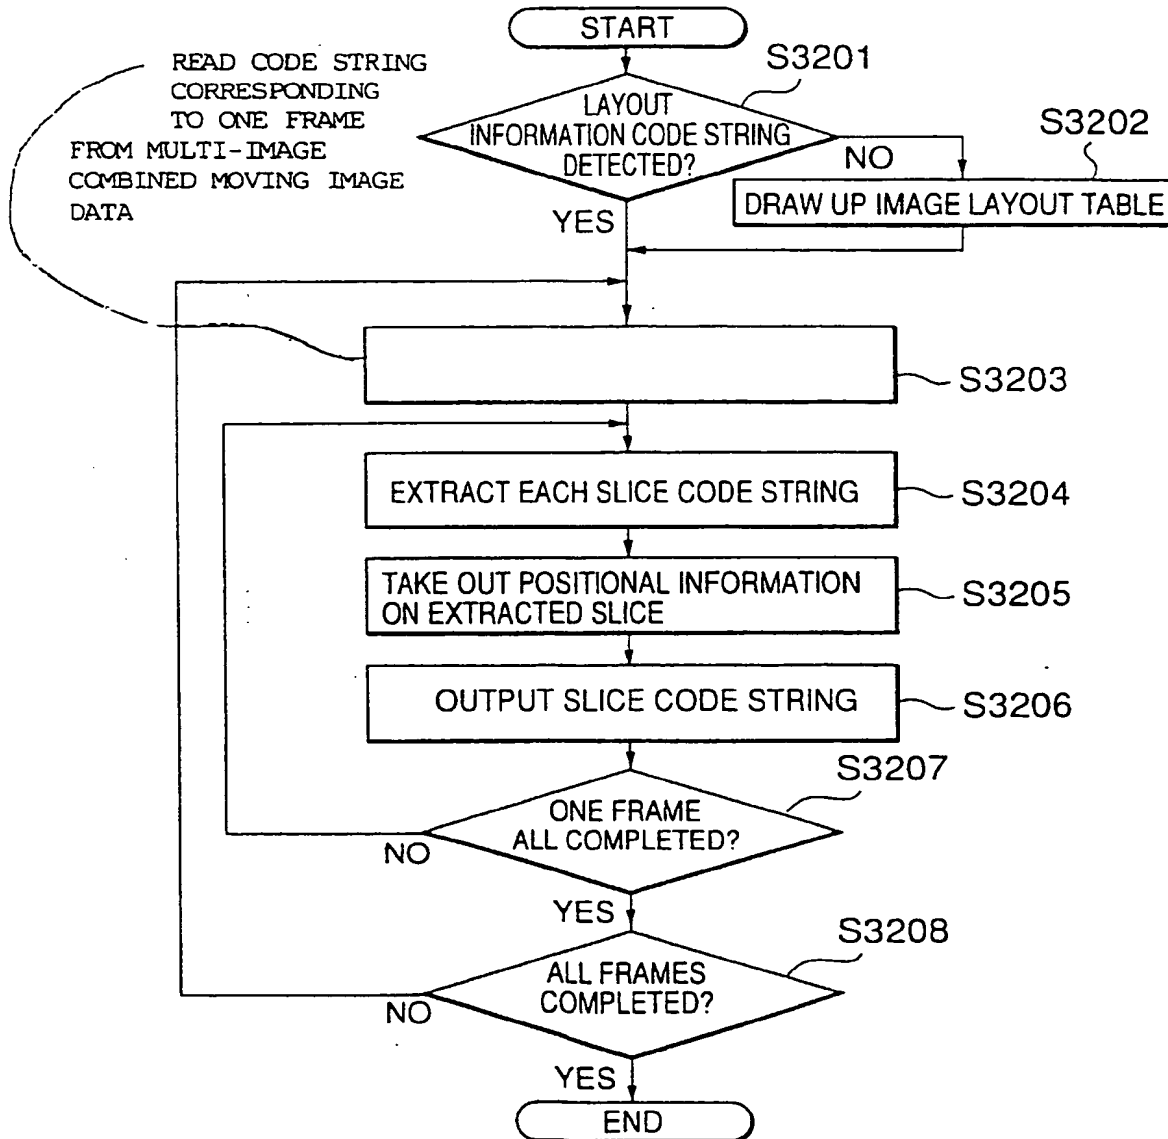 START
READ CODE STRING
CORRESPONDING
TO ONE FRAME
FROM MULTI-IMAGE
COMBINED MOVING IMAGE
DATA
S3201
LAYOUT
INFORMATION CODE STRING
DETECTED?
NO
YES
S3202
DRAW UP IMAGE LAYOUT TABLE
S3203
EXTRACT EACH SLICE CODE STRING
S3204
TAKE OUT POSITIONAL INFORMATION
ON EXTRACTED SLICE
S3205
OUTPUT SLICE CODE STRING
S3206
S3207
ONE FRAME
ALL COMPLETED?
NO
YES
S3208
ALL FRAMES
COMPLETED?
NO
YES
END